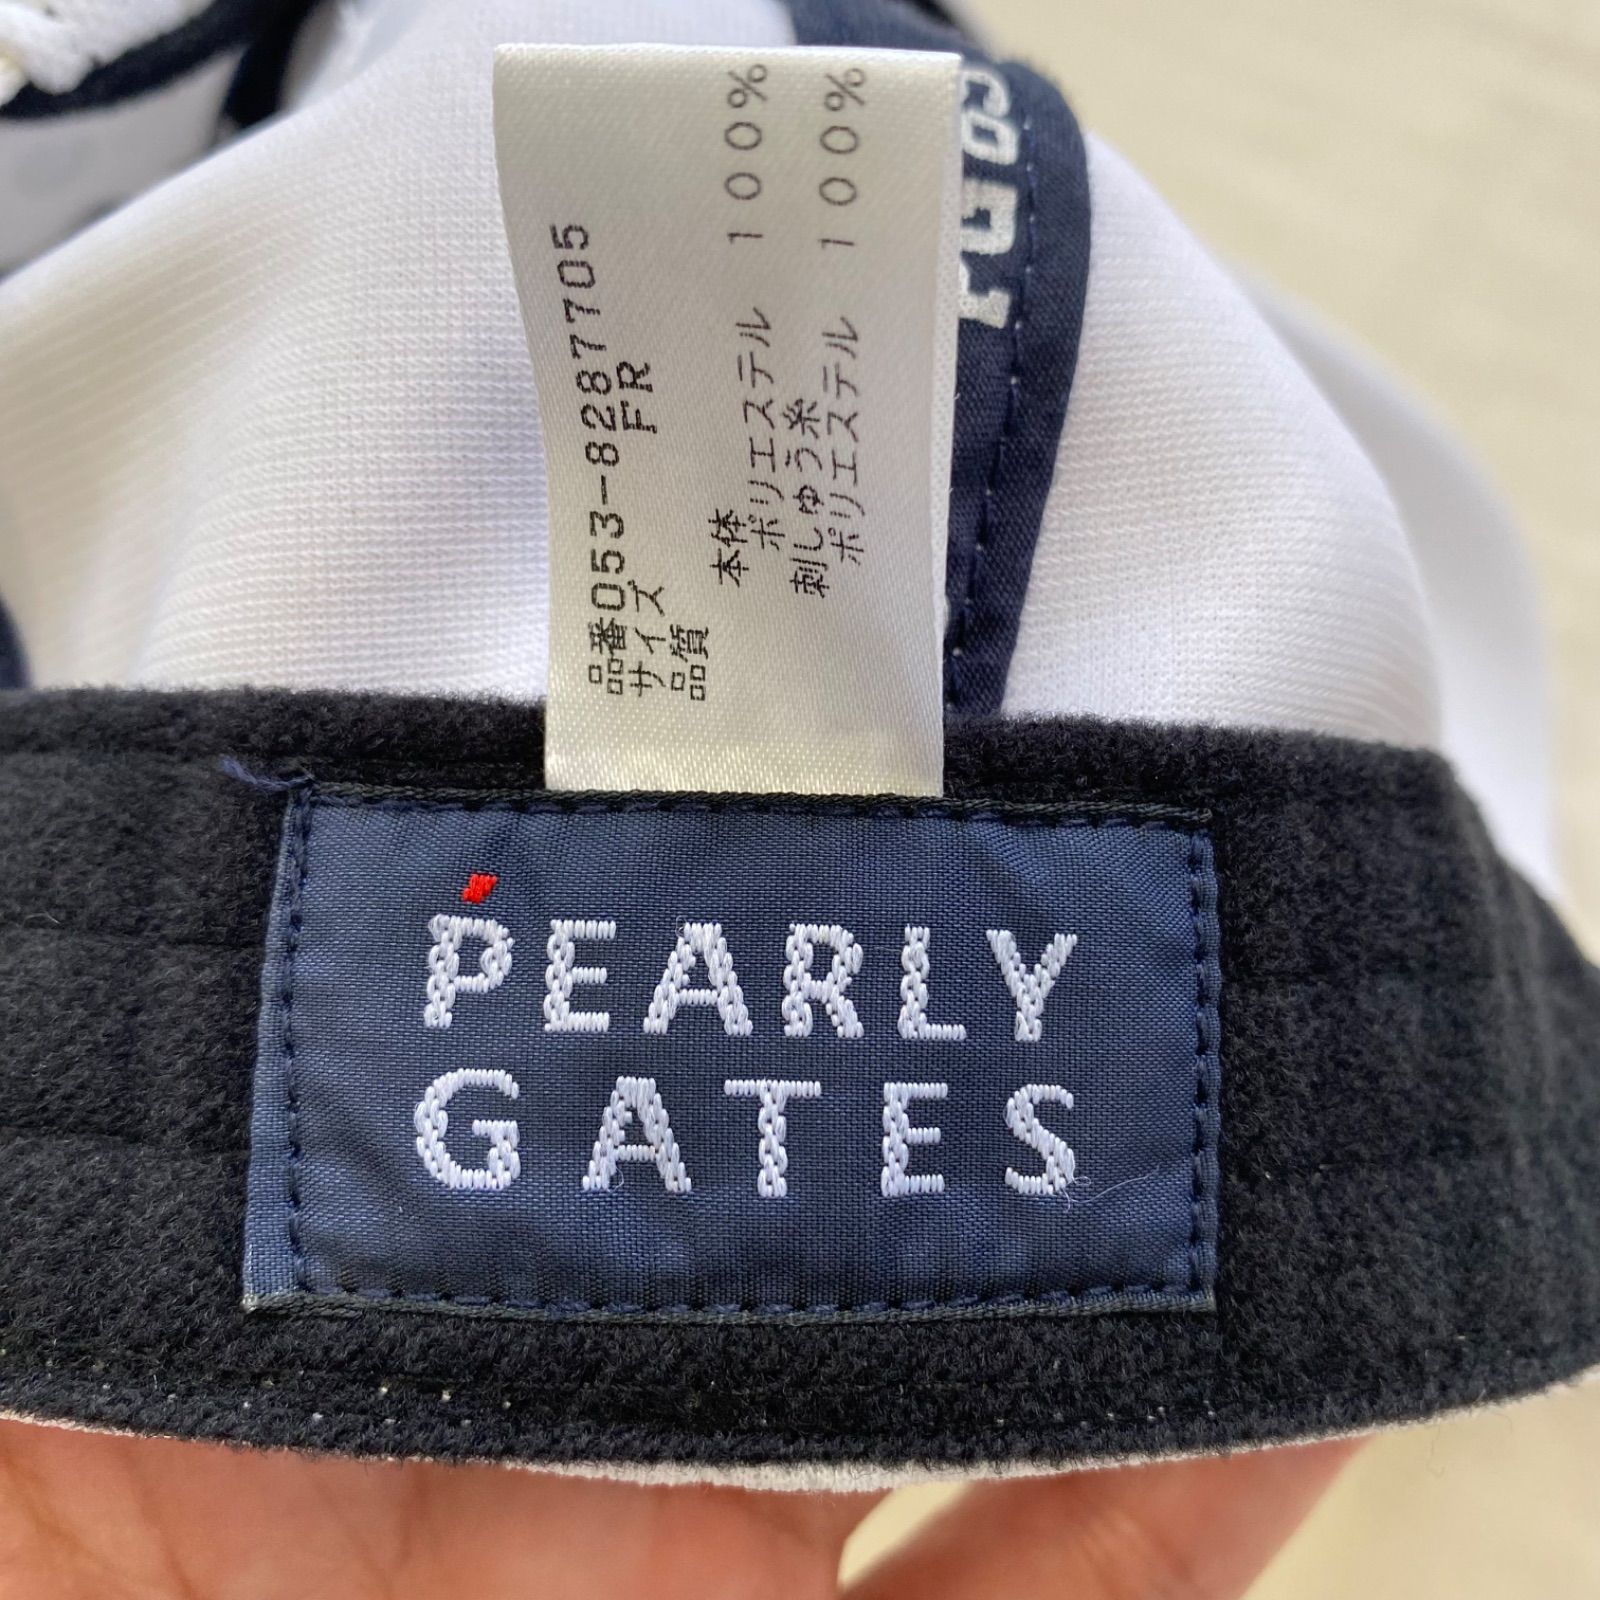 品番053-8287705
サイズ FR
品質
本体
ポリエステル 100%
刺しゅう糸
ポリエステル 100%
PEARLY
GATES